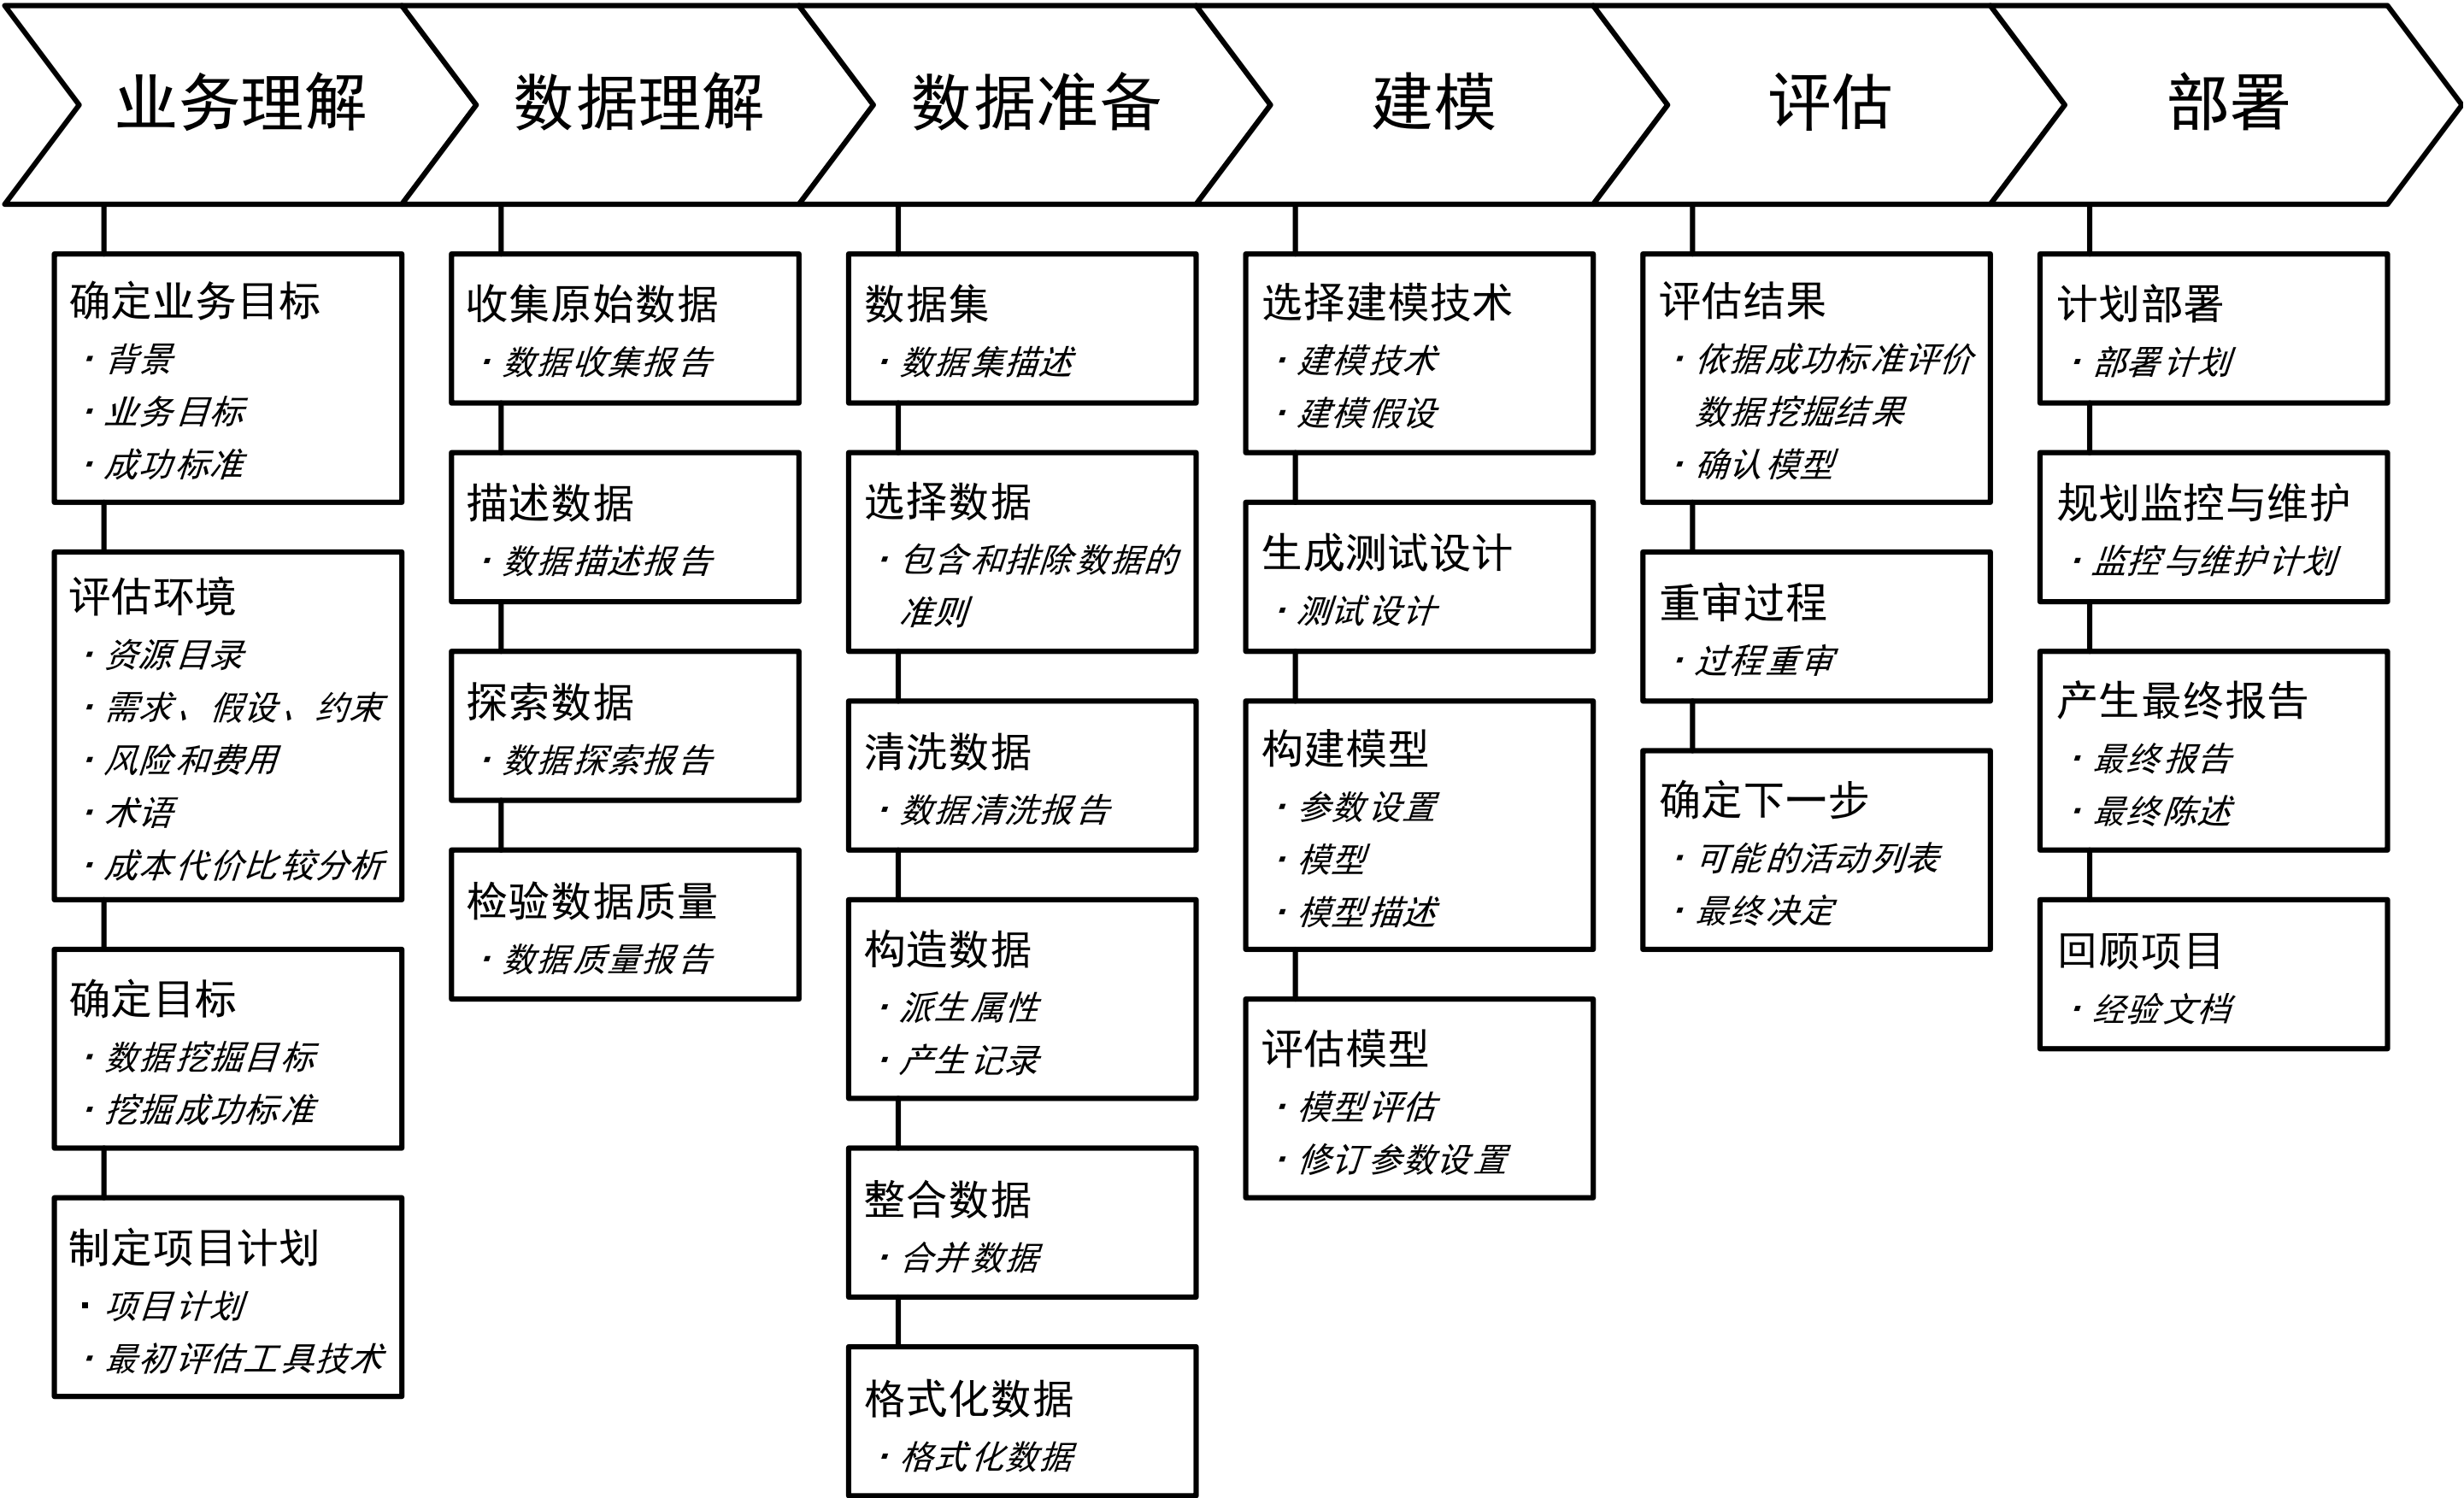 业务理解
数据理解
数据准备
建模
评估
部署
确定业务目标
· 背景
· 业务目标
· 成功标准
评估环境
· 资源目录
· 需求、假设、约束
· 风险和费用
· 术语
· 成本代价比较分析
确定目标
· 数据挖掘目标
· 挖掘成功标准
制定项目计划
· 项目计划
· 最初评估工具技术
收集原始数据
· 数据收集报告
描述数据
· 数据描述报告
探索数据
· 数据探索报告
检验数据质量
· 数据质量报告
数据集
· 数据集描述
选择数据
· 包含和排除数据的
准则
清洗数据
· 数据清洗报告
构造数据
· 派生属性
· 产生记录
整合数据
· 合并数据
格式化数据
· 格式化数据
选择建模技术
· 建模技术
· 建模假设
生成测试设计
· 测试设计
构建模型
· 参数设置
· 模型
· 模型描述
评估模型
· 模型评估
· 修订参数设置
评估结果
· 依据成功标准评价
数据挖掘结果
· 确认模型
重审过程
· 过程重审
确定下一步
· 可能的活动列表
· 最终决定
计划部署
· 部署计划
规划监控与维护
· 监控与维护计划
产生最终报告
· 最终报告
· 最终陈述
回顾项目
· 经验文档